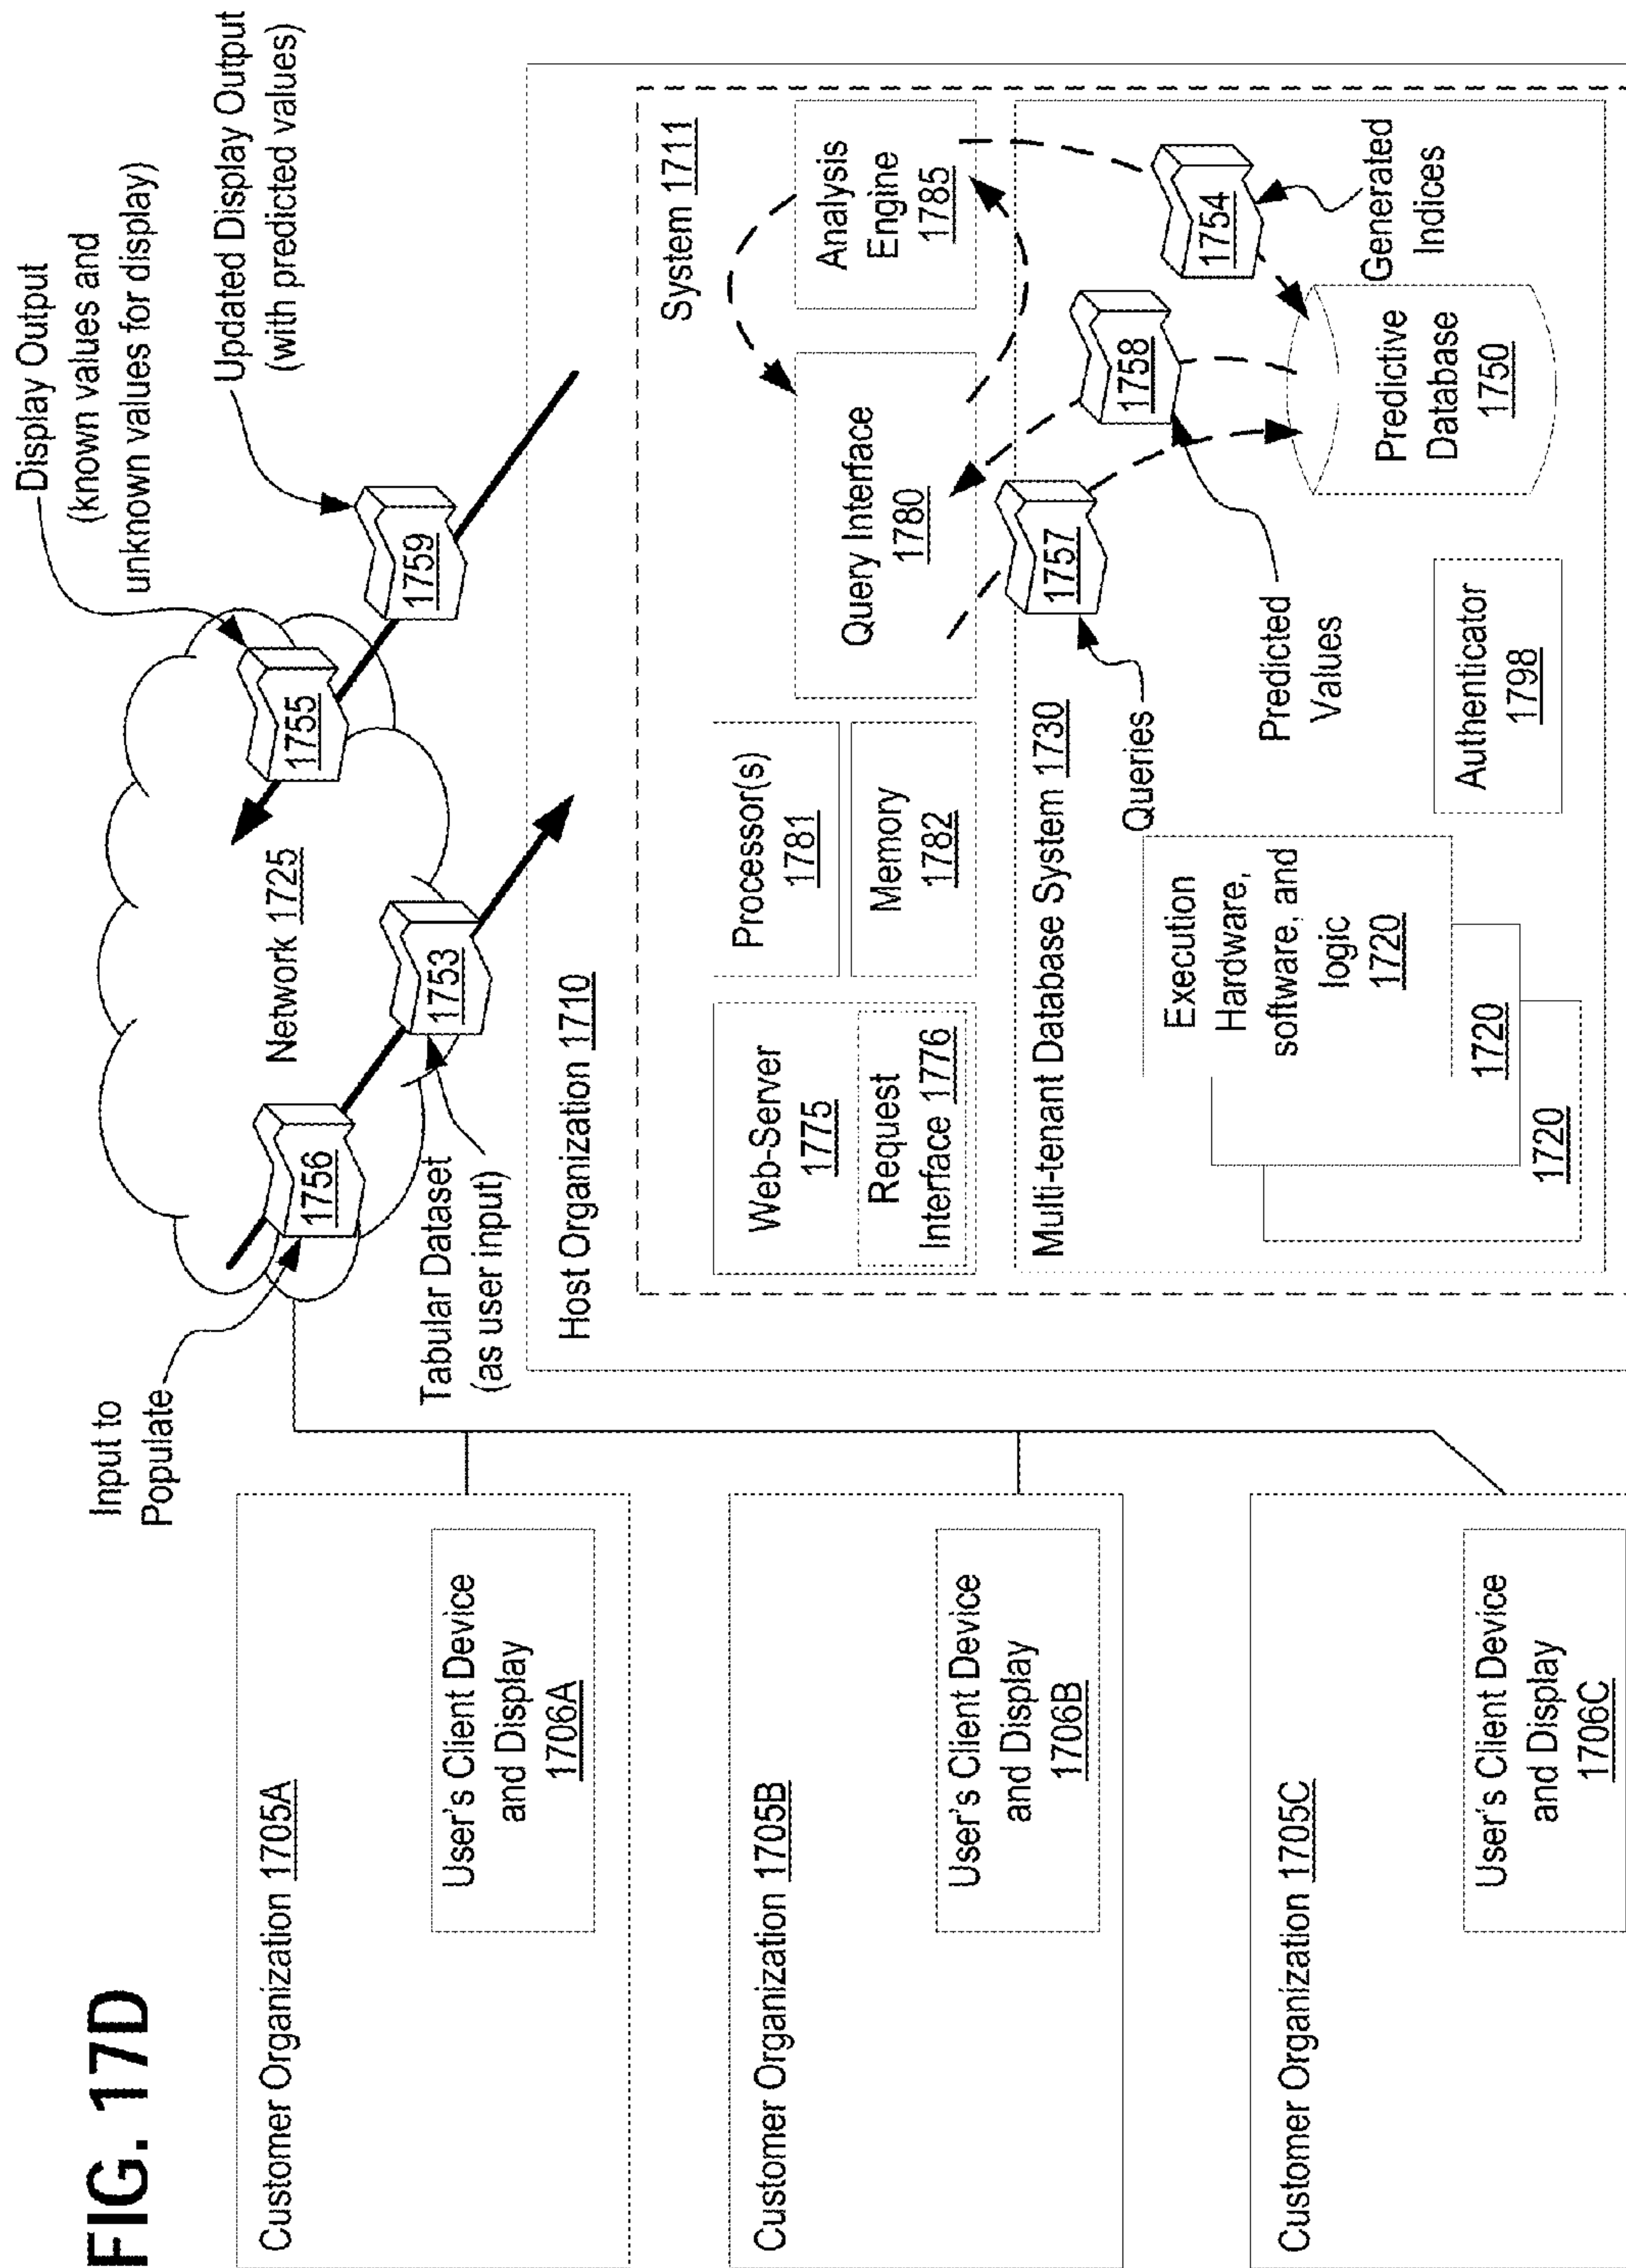 FIG. 17D
Customer Organization 1705A
User's Client Device
and Display
1706A
Customer Organization 1705B
User's Client Device
and Display
1706B
Customer Organization 1705C
User's Client Device
and Display
1706C
Input to
Populate
1756
Network 1725
1753
Tabular Dataset
(as user input)
1755
Display Output
(known values and
unknown values for display)
1759
Updated Display Output
(with predicted values)
Host Organization 1710
System 1711
Web-Server
1775
Request
Interface 1776
Processor(s)
1781
Memory
1782
Query Interface
1780
Analysis
Engine
1785
Multi-tenant Database System 1730
1757
Queries
1758
Predicted
Values
1754
Generated
Indices
Predictive
Database
1750
Execution
Hardware,
software, and
logic
1720
1720
1720
Authenticator
1798